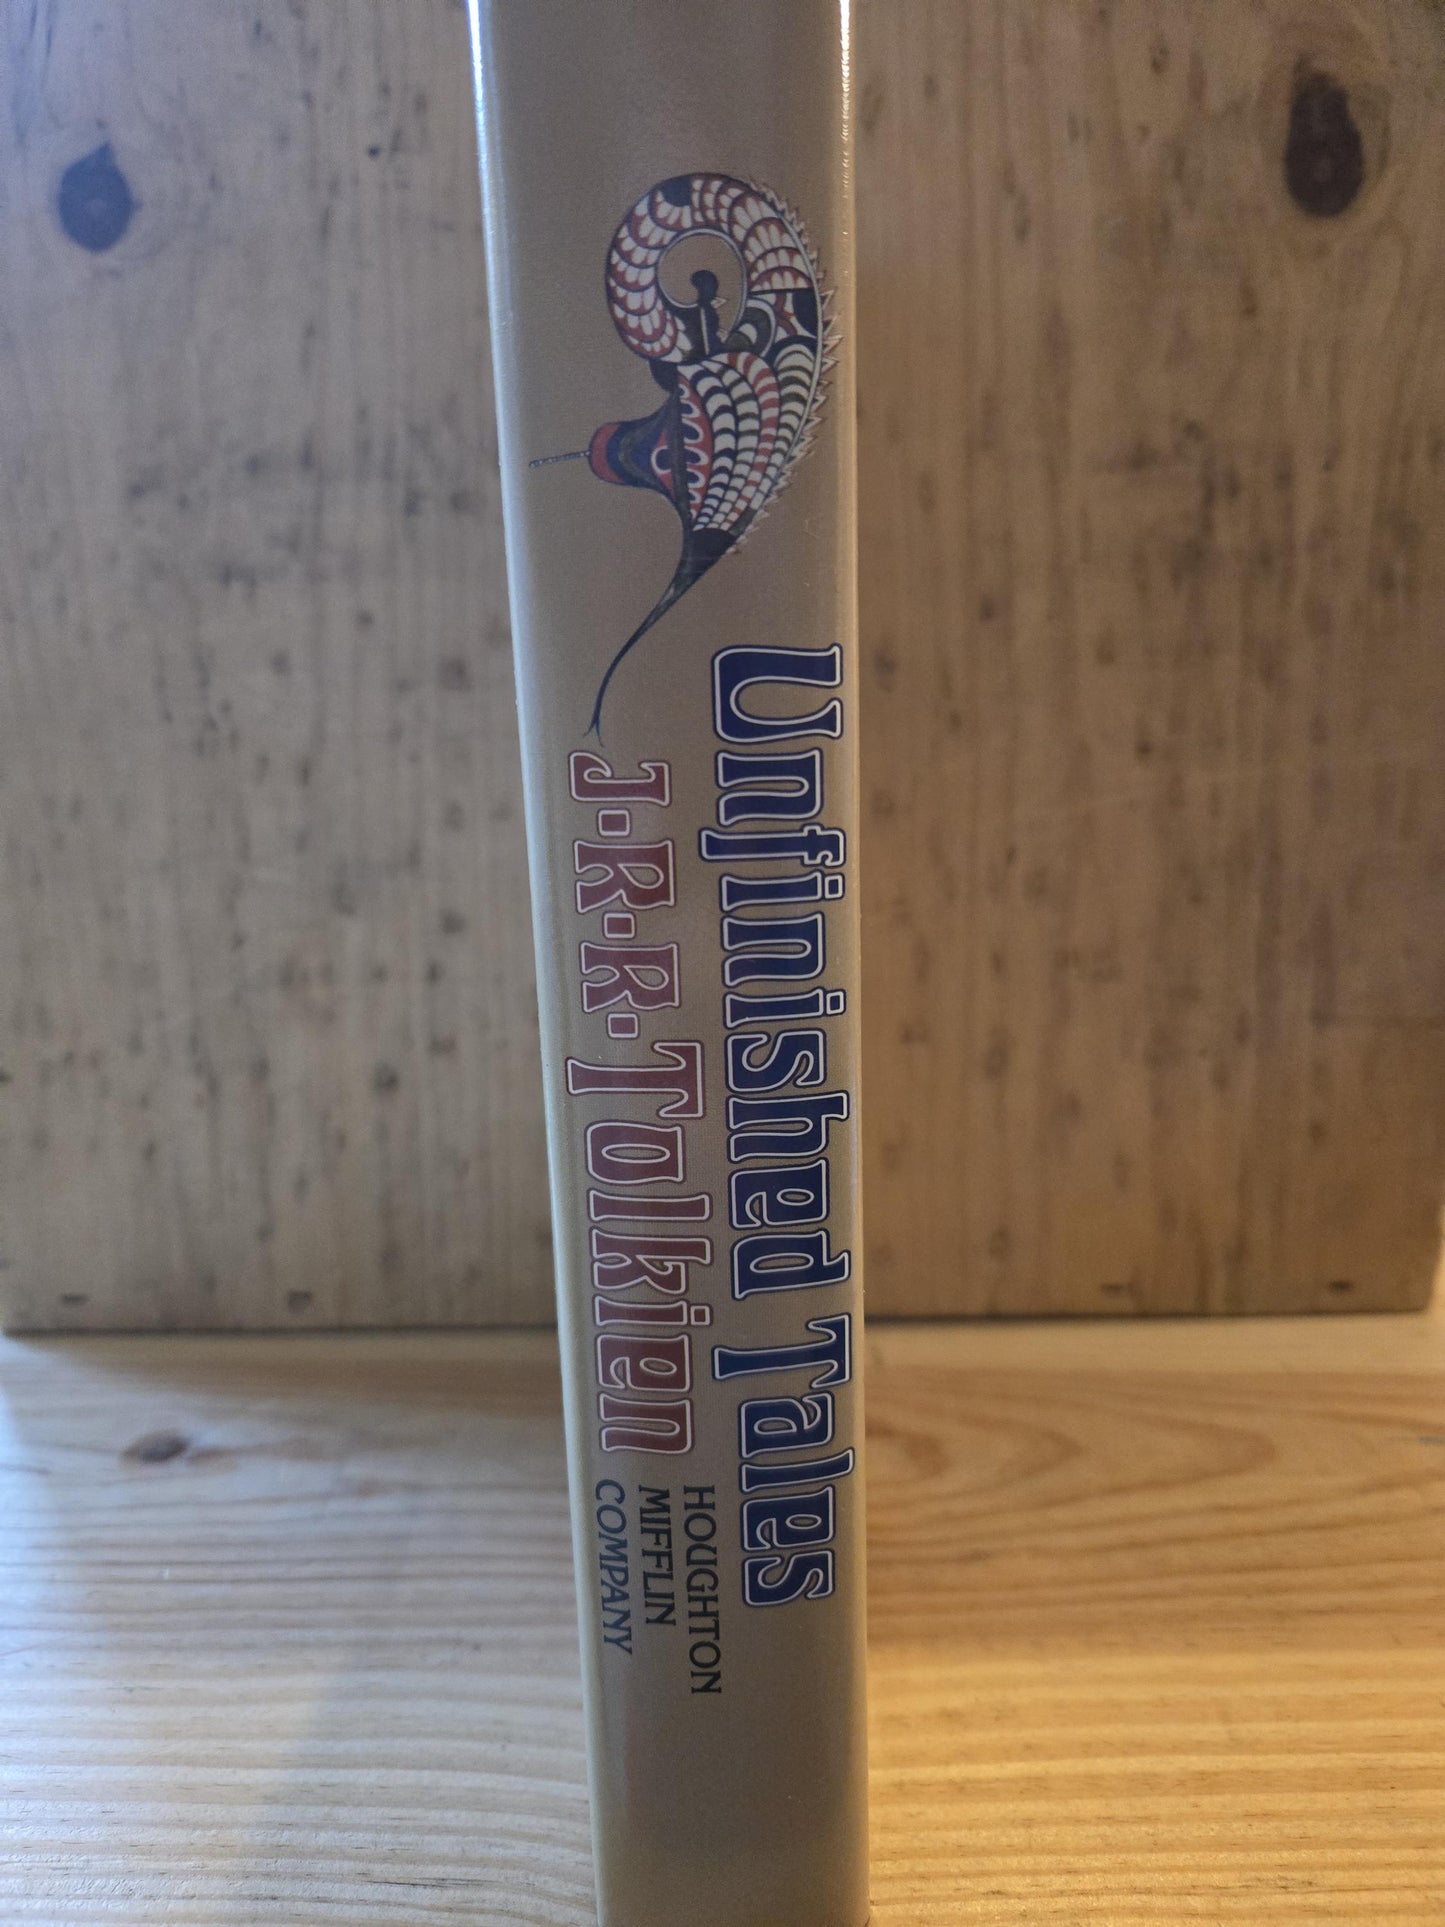 Unfinished Tales
J·R·R·Tolkien
HOUGHTON
MIFFLIN
COMPANY